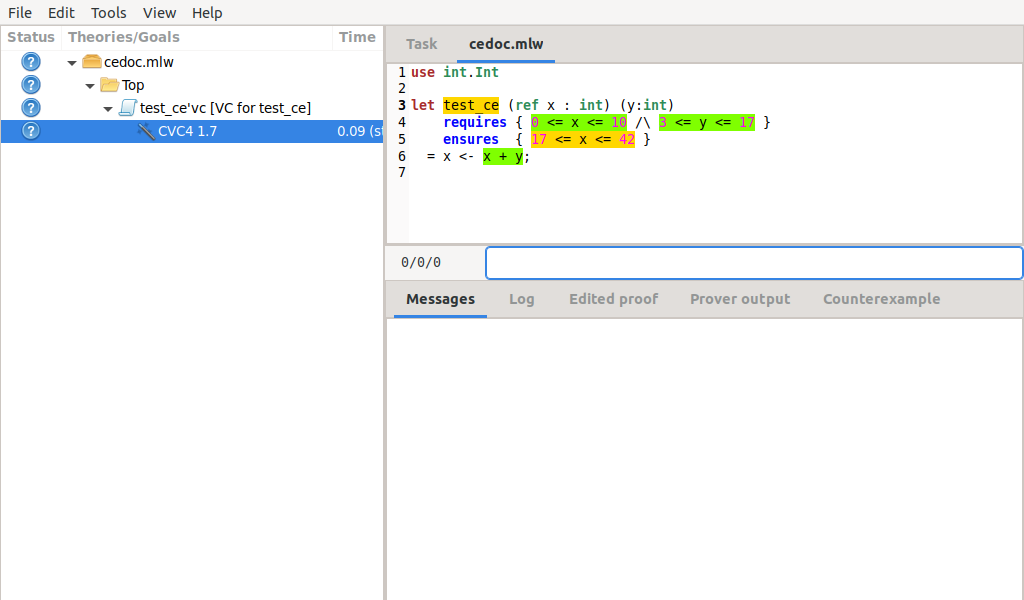 File Edit Tools View Help
Status Theories/Goals Time
cedoc.mlw
Top
test_ce'vc [VC for test_ce]
CVC4 1.7 0.09 (st
Task cedoc.mlw
1 use int.Int
2
3 let test_ce (ref x : int) (y:int)
4 requires { 0 <= x <= 10 /\ 3 <= y <= 17 }
5 ensures { 17 <= x <= 42 }
6 = x <- x + y;
7
0/0/0
Messages Log Edited proof Prover output Counterexample